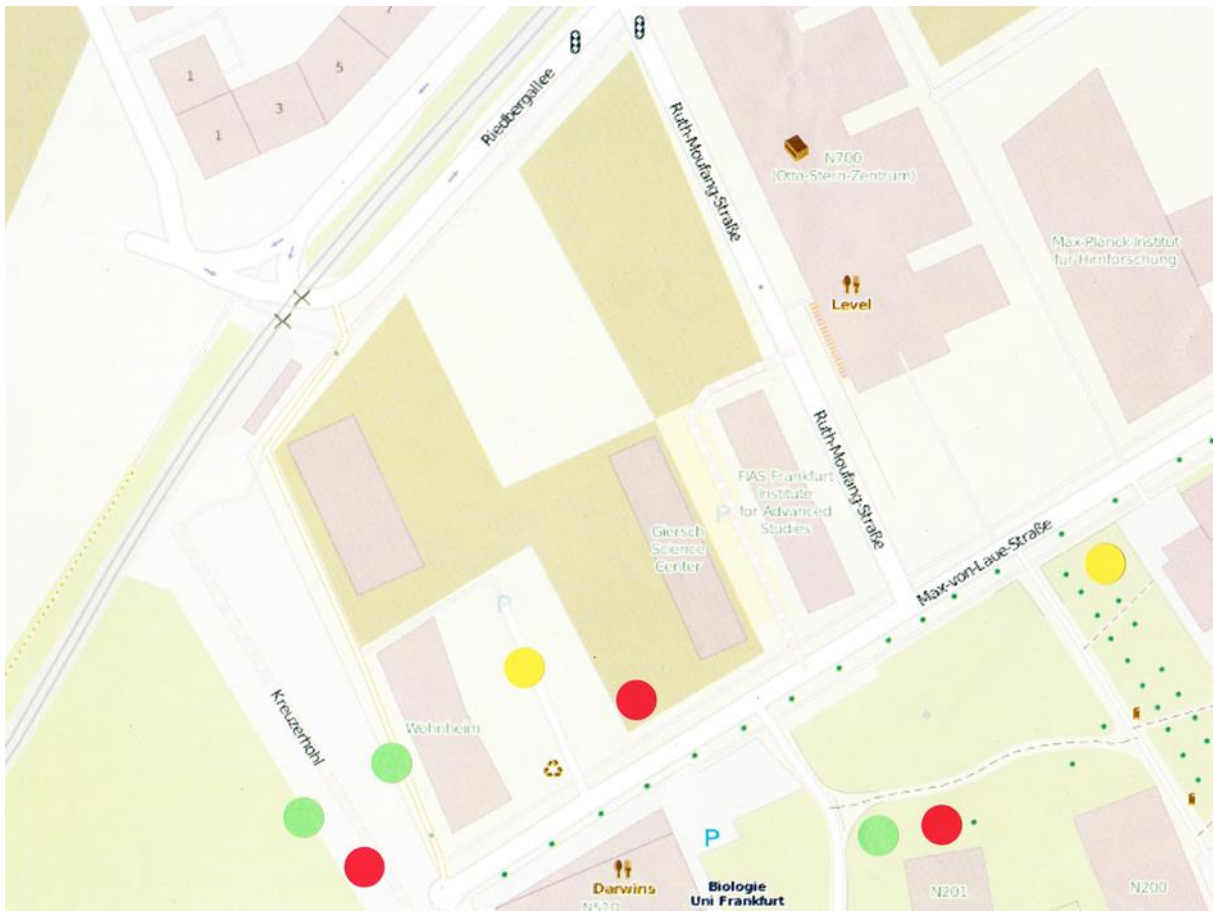 1
3
5
1
Riedbergallee
Ruth-Moufang-Straße
N700
(Otto-Stern-Zentrum)
Max-Planck-Institut
für Hirnforschung
Level
Ruth-Moufang-Straße
FIAS Frankfurt
Institute
for Advanced
Studies
P
Giersch
Science
Center
Max-von-Laue-Straße
P
Kreuzerhohl
Wohnheim
P
Darwins
N510
Biologie
Uni Frankfurt
N201
N200